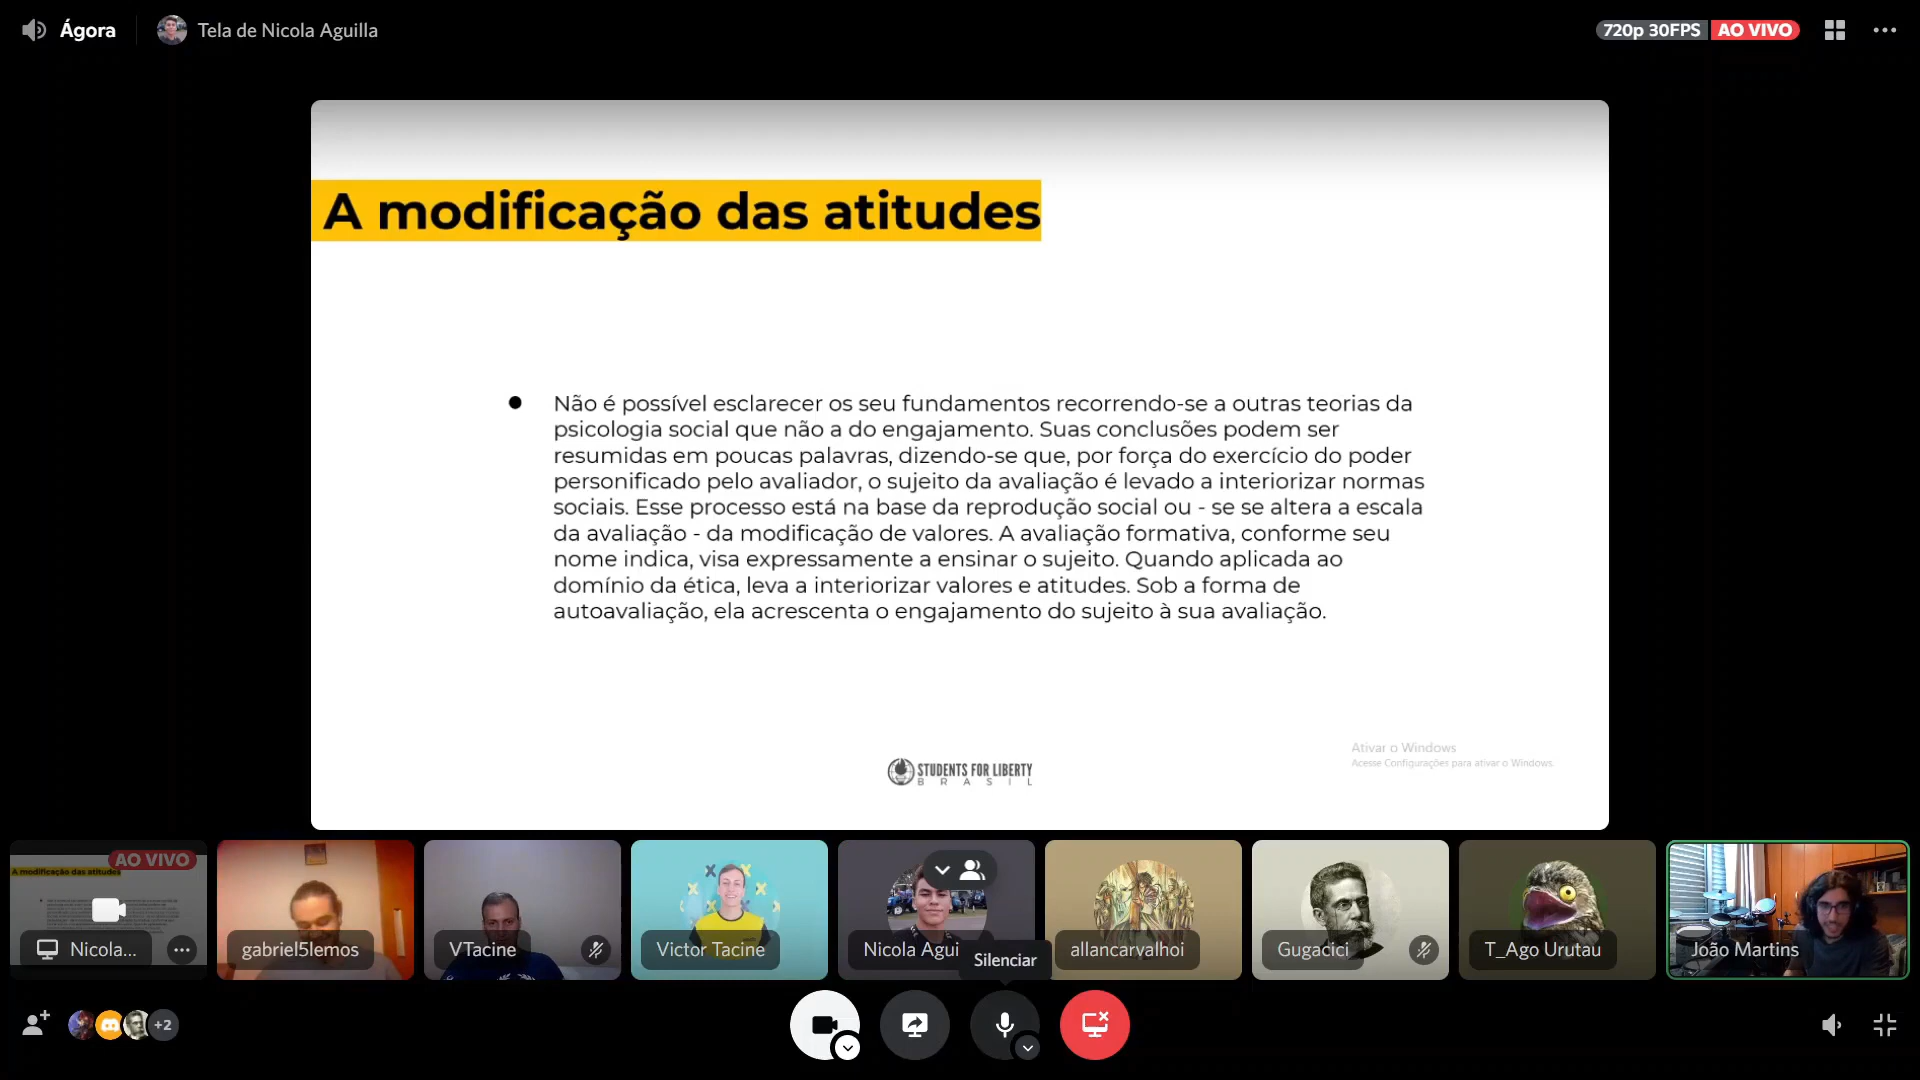 Ágora
Tela de Nicola Aguilla
720p 30FPS
AO VIVO
A modificação das atitudes
Não é possível esclarecer os seu fundamentos recorrendo-se a outras teorias da
psicologia social que não a do engajamento. Suas conclusões podem ser
resumidas em poucas palavras, dizendo-se que, por força do exercício do poder
personificado pelo avaliador, o sujeito da avaliação é levado a interiorizar normas
sociais. Esse processo está na base da reprodução social ou - se se altera a escala
da avaliação - da modificação de valores. A avaliação formativa, conforme seu
nome indica, visa expressamente a ensinar o sujeito. Quando aplicada ao
domínio da ética, leva a interiorizar valores e atitudes. Sob a forma de
autoavaliação, ela acrescenta o engajamento do sujeito à sua avaliação.
Ativar o Windows
Acesse Configurações para ativar o Windows.
STUDENTS FOR LIBERTY
BRASIL
AO VIVO
A modificação das atitudes
Nicola...
gabriel5lemos
VTacine
Victor Tacine
Nicola Agui
Silenciar
allancarvalhoi
Gugacici
T_Ago Urutau
João Martins
+2